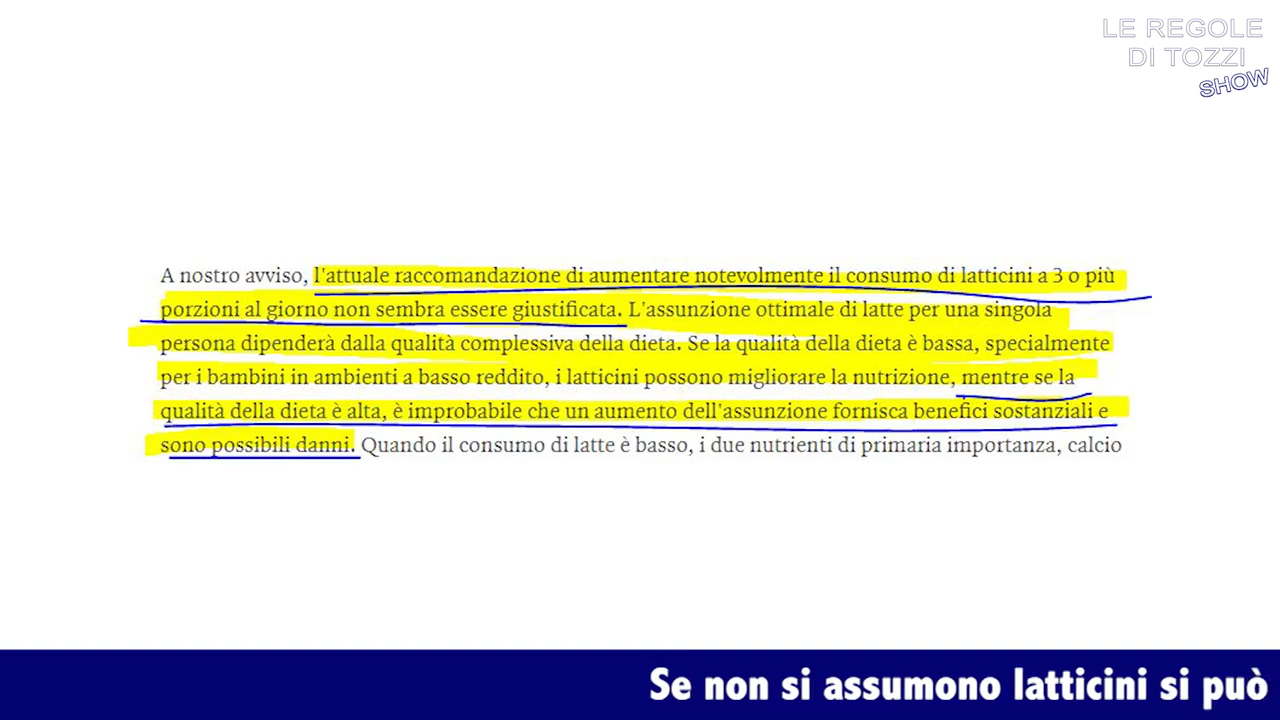 LE REGOLE
DI TOZZI
SHOW
A nostro avviso, l'attuale raccomandazione di aumentare notevolmente il consumo di latticini a 3 o più
porzioni al giorno non sembra essere giustificata. L'assunzione ottimale di latte per una singola
persona dipenderà dalla qualità complessiva della dieta. Se la qualità della dieta è bassa, specialmente
per i bambini in ambienti a basso reddito, i latticini possono migliorare la nutrizione, mentre se la
qualità della dieta è alta, è improbabile che un aumento dell'assunzione fornisca benefici sostanziali e
sono possibili danni. Quando il consumo di latte è basso, i due nutrienti di primaria importanza, calcio
Se non si assumono latticini si può